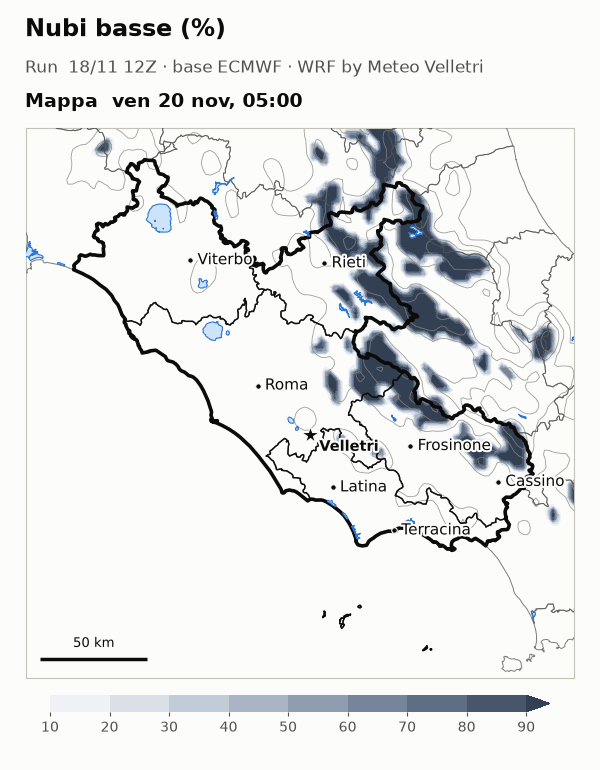 Nubi basse (%)
Run  18/11 12Z · base ECMWF · WRF by Meteo Velletri
Mappa  ven 20 nov, 05:00
Viterbo
Rieti
Roma
Velletri
Frosinone
Cassino
Latina
Terracina
50 km
10 20 30 40 50 60 70 80 90